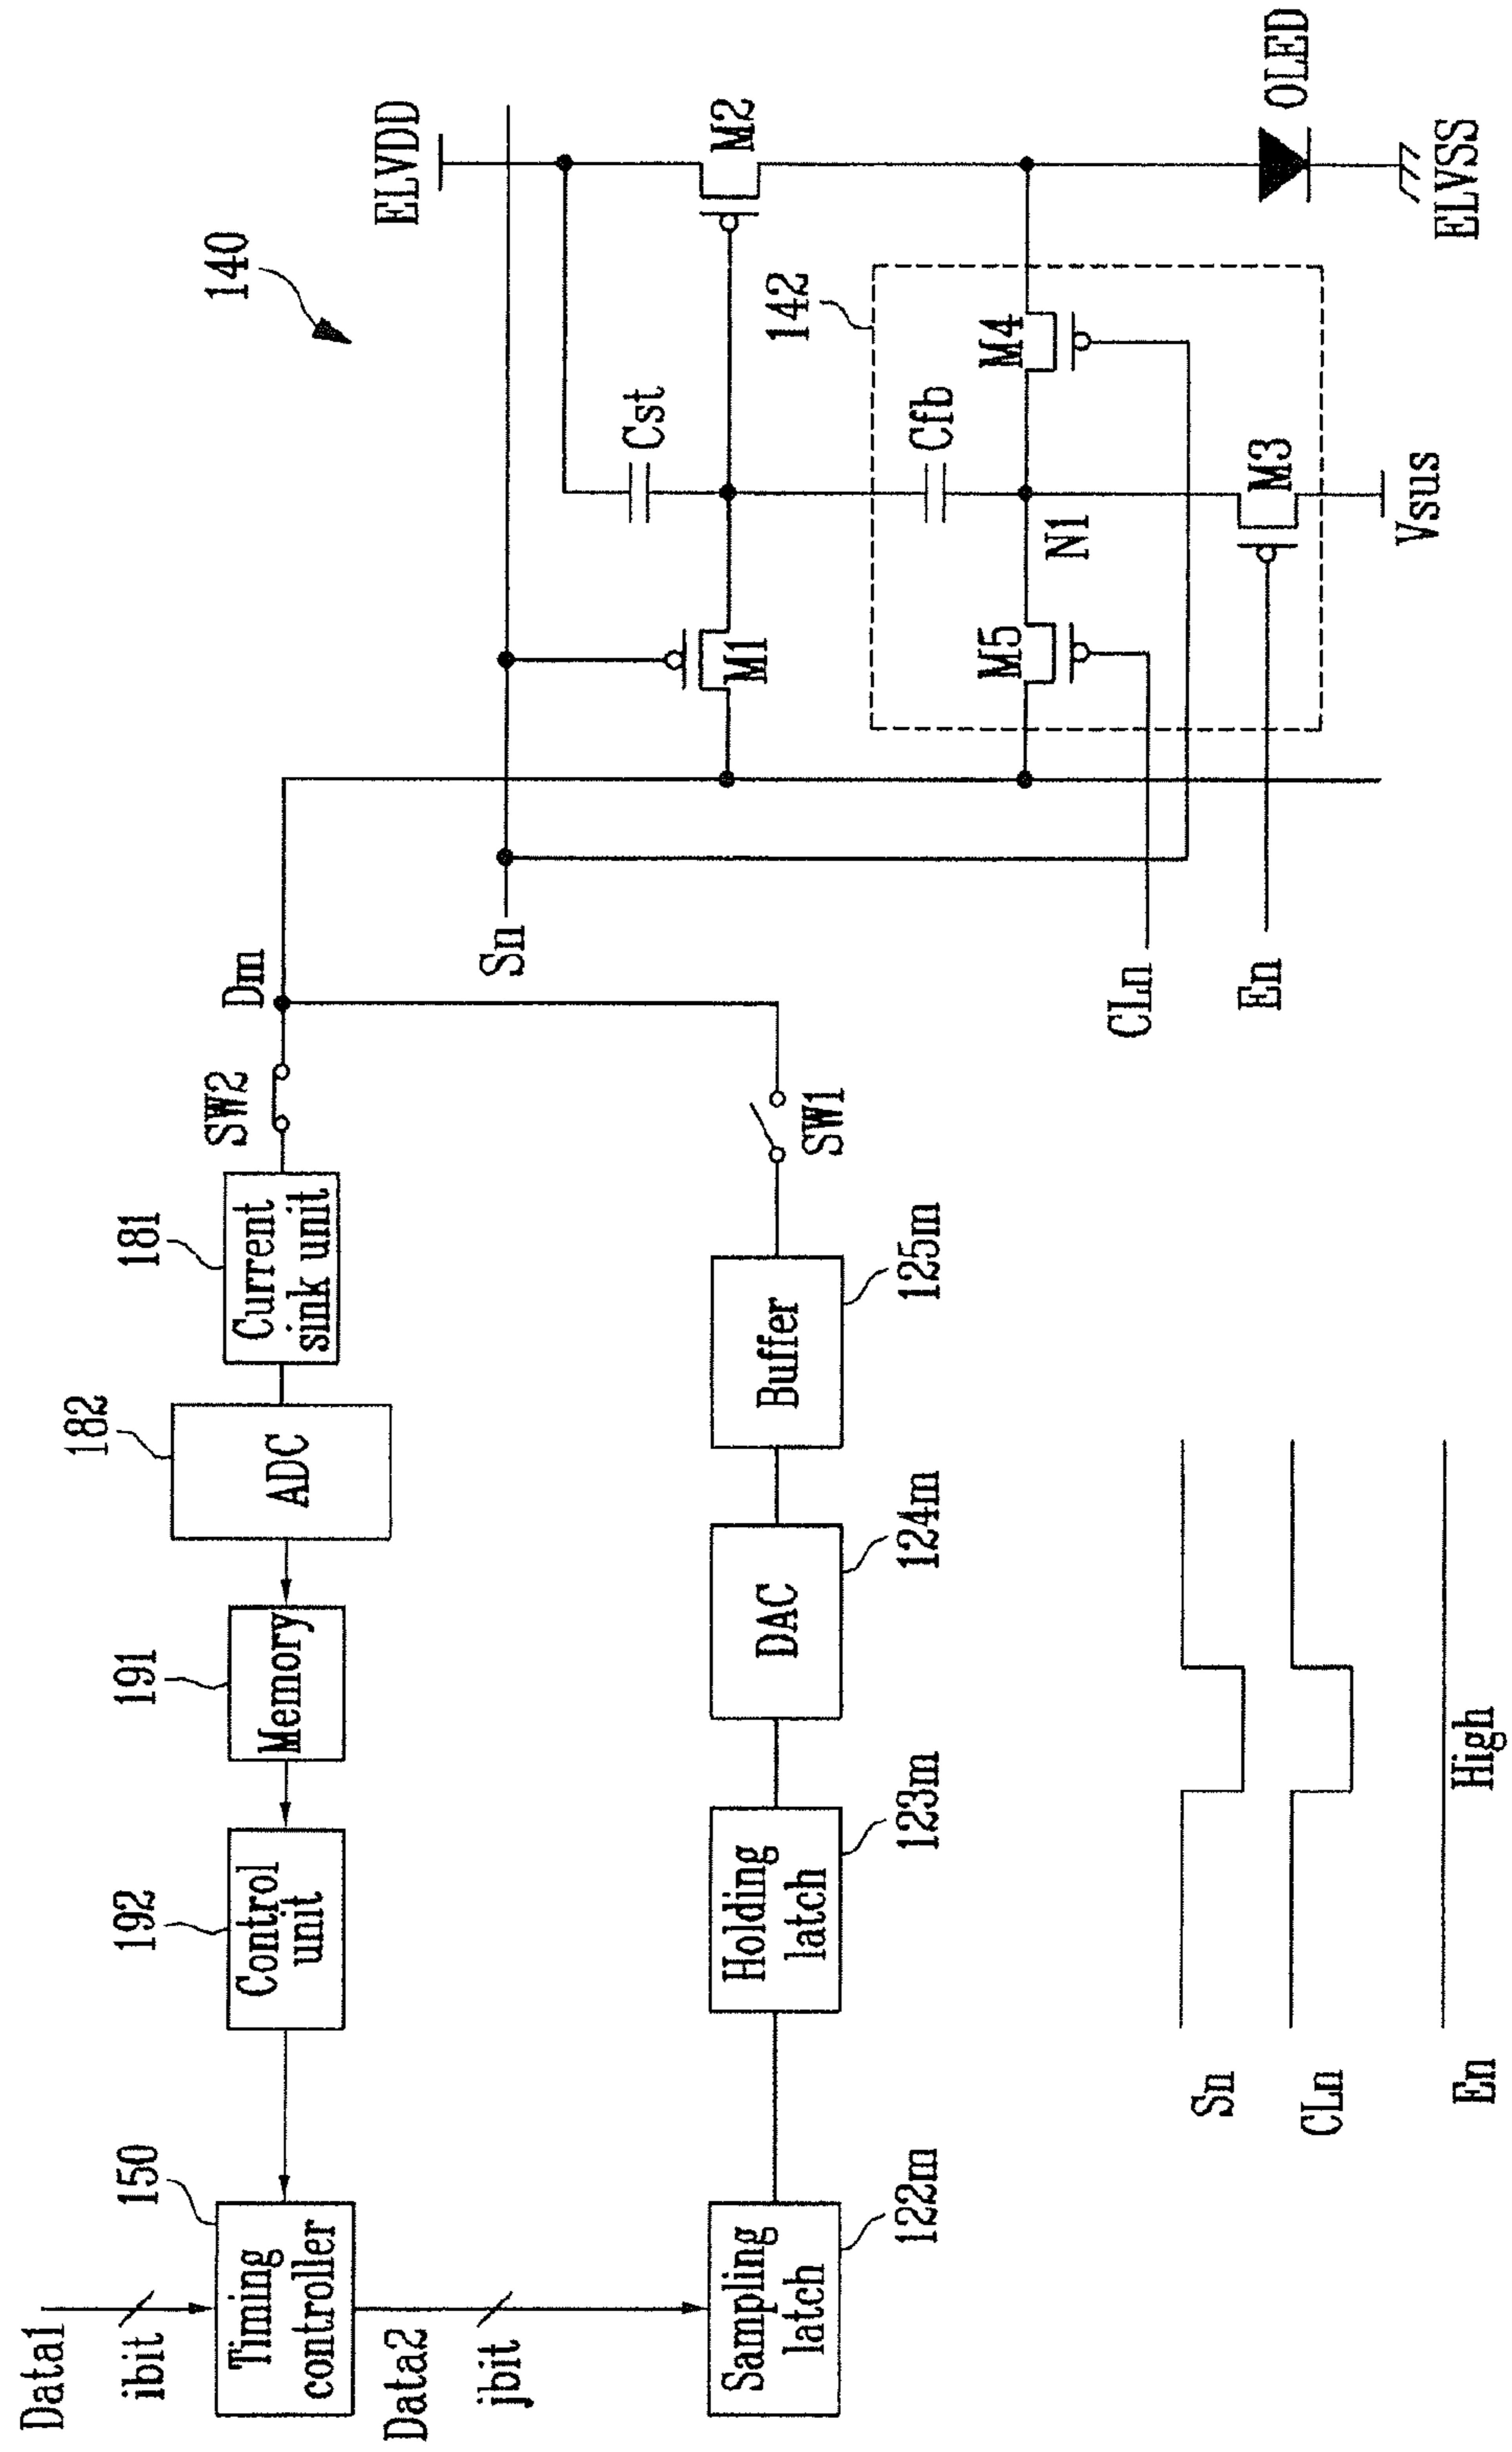 140
ELVDD
M2
Cst
M1
142
Cfb
M4
M5
N1
M3
Vsus
OLED
ELVSS
Dm
Sn
CLn
En
SW2
SW1
181
Current
sink unit
182
ADC
191
Memory
192
Control
unit
150
Timing
controller
Data1
ibit
Data2
jbit
Sampling
latch
122m
Holding
latch
123m
DAC
124m
Buffer
125m
Sn
CLn
En
High